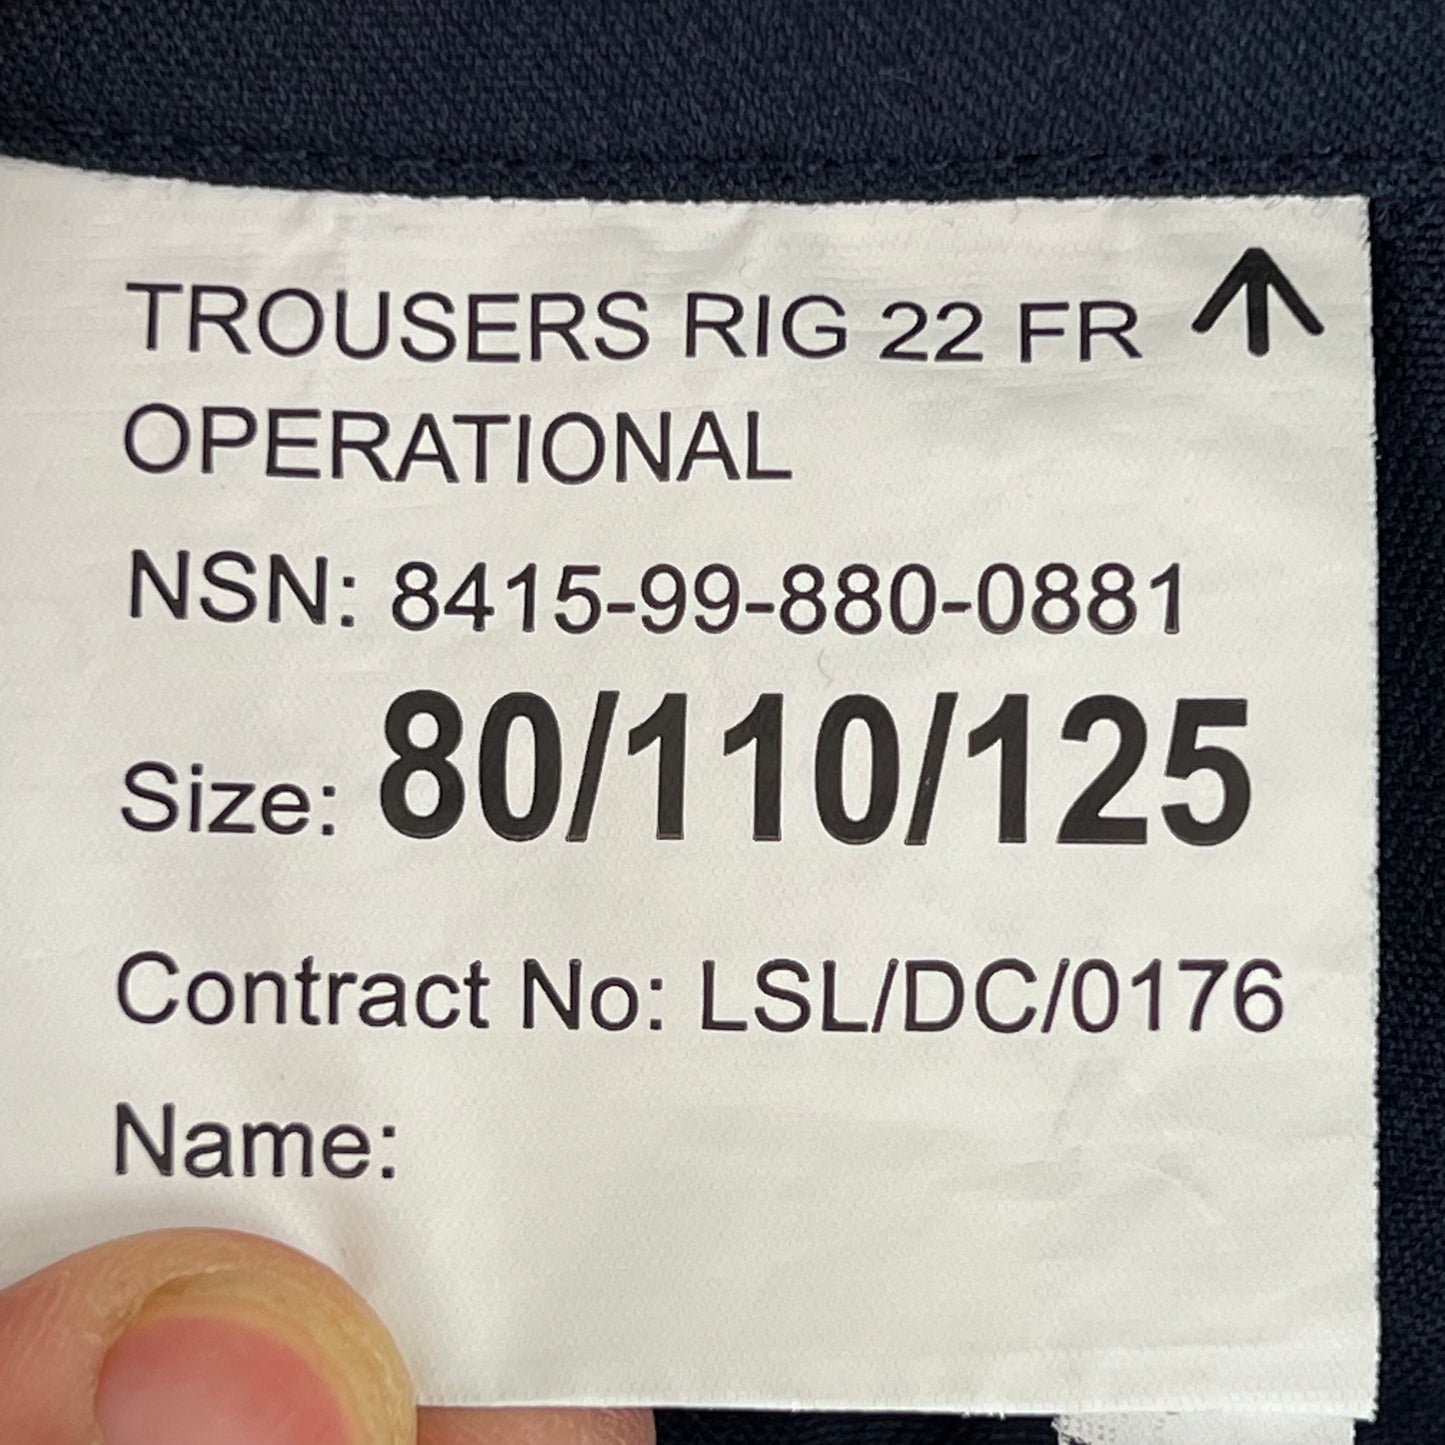 TROUSERS RIG 22 FR
OPERATIONAL
NSN: 8415-99-880-0881
Size: 80/110/125
Contract No: LSL/DC/0176
Name: